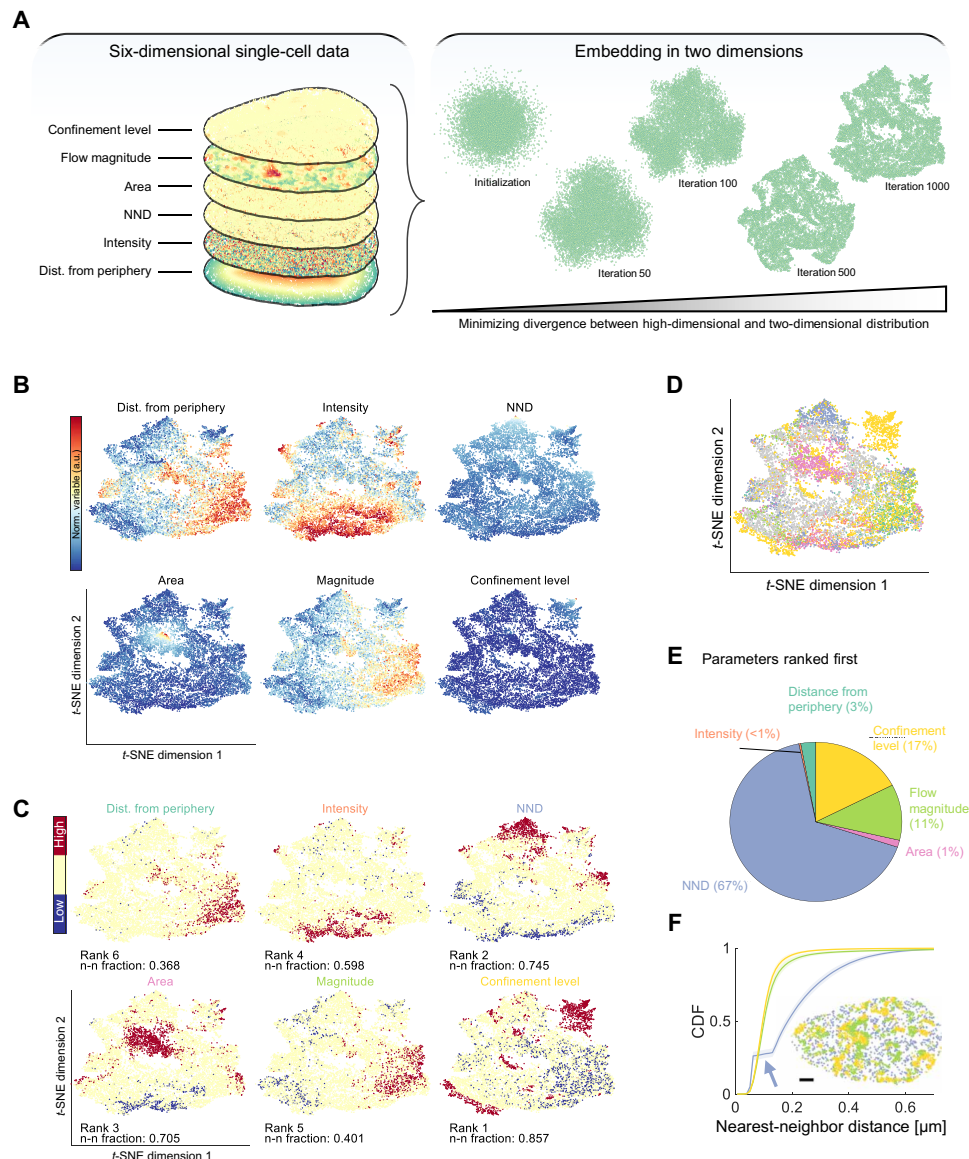 A
Six-dimensional single-cell data
Embedding in two dimensions
Confinement level
Flow magnitude
Area
NND
Intensity
Dist. from periphery
Initialization
Iteration 50
Iteration 100
Iteration 500
Iteration 1000
Minimizing divergence between high-dimensional and two-dimensional distribution
B
Norm. variable (a.u.)
Dist. from periphery
Intensity
NND
Area
Magnitude
Confinement level
t-SNE dimension 2
t-SNE dimension 1
C
High
Low
Dist. from periphery
Rank 6
n-n fraction: 0.368
Intensity
Rank 4
n-n fraction: 0.598
NND
Rank 2
n-n fraction: 0.745
Area
Rank 3
n-n fraction: 0.705
Magnitude
Rank 5
n-n fraction: 0.401
Confinement level
Rank 1
n-n fraction: 0.857
t-SNE dimension 2
t-SNE dimension 1
D
t-SNE dimension 2
t-SNE dimension 1
E
Parameters ranked first
Distance from
periphery (3%)
Intensity (<1%)
Confinement
level (17%)
Flow
magnitude
(11%)
Area (1%)
NND (67%)
F
1
0.5
0
CDF
0
0.2
0.4
0.6
Nearest-neighbor distance [µm]